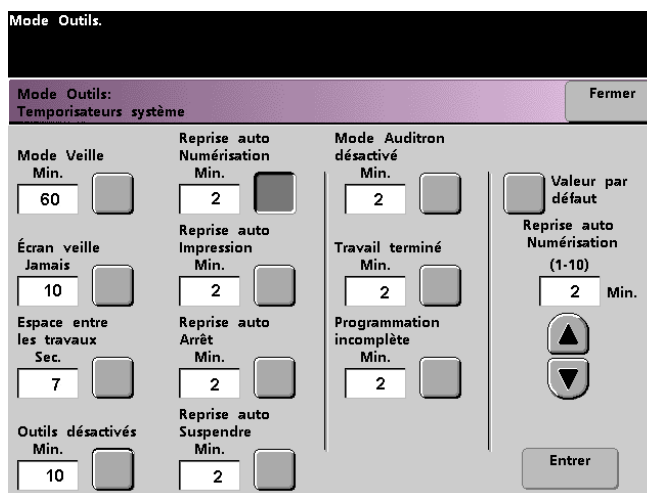 Mode Outils.
Mode Outils:
Temporisateurs système
Fermer
Mode Veille
Min.
60
Écran veille
Jamais
10
Espace entre
les travaux
Sec.
7
Outils désactivés
Min.
10
Reprise auto
Numérisation
Min.
2
Reprise auto
Impression
Min.
2
Reprise auto
Arrêt
Min.
2
Reprise auto
Suspendre
Min.
2
Mode Auditron
désactivé
Min.
2
Travail terminé
Min.
2
Programmation
incomplète
Min.
2
Valeur par
défaut
Reprise auto
Numérisation
(1-10)
2 Min.
Entrer